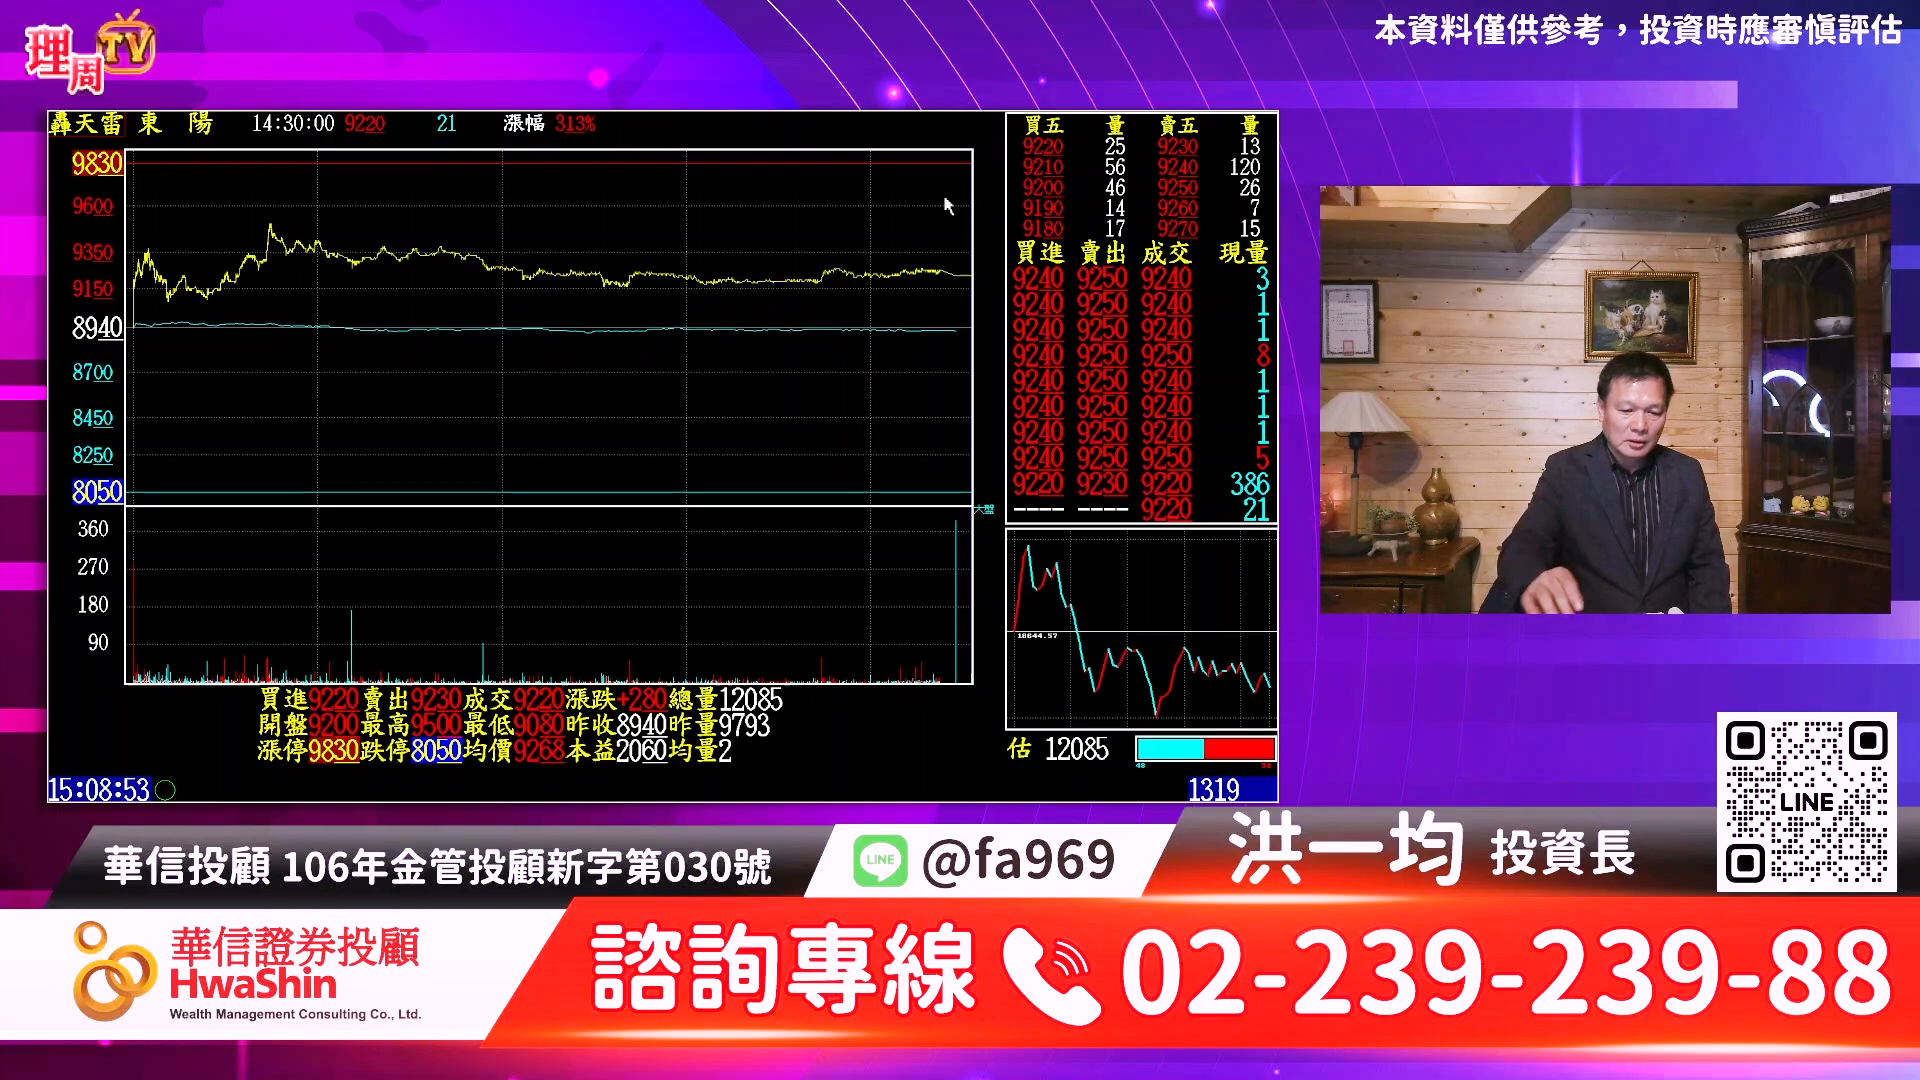 理周TV
本資料僅供參考，投資時應審慎評估
轟天雷 東 陽 14:30:00 9220 21 漲幅 313%
9830
9600
9350
9150
8940
8700
8450
8250
8050
360
270
180
90
大盤
買五 量 賣五 量
9220 25 9230 13
9210 56 9240 120
9200 46 9250 26
9190 14 9260 7
9180 17 9270 15
買進 賣出 成交 現量
9240 9250 9240 3
9240 9250 9240 1
9240 9250 9240 1
9240 9250 9250 8
9240 9250 9240 1
9240 9250 9240 1
9240 9250 9240 1
9240 9250 9250 5
9220 9230 9220 386
---- ---- 9220 21
18644.57
買進9220賣出9230成交9220漲跌+280總量12085
開盤9200最高9500最低9080昨收8940昨量9793
漲停9830跌停8050均價9268本益2060均量2
估 12085
48
15:08:53
1319
LINE
華信投顧 106年金管投顧新字第030號
LINE @fa969
洪一均 投資長
華信證券投顧
HwaShin
Wealth Management Consulting Co., Ltd.
諮詢專線 02-239-239-88